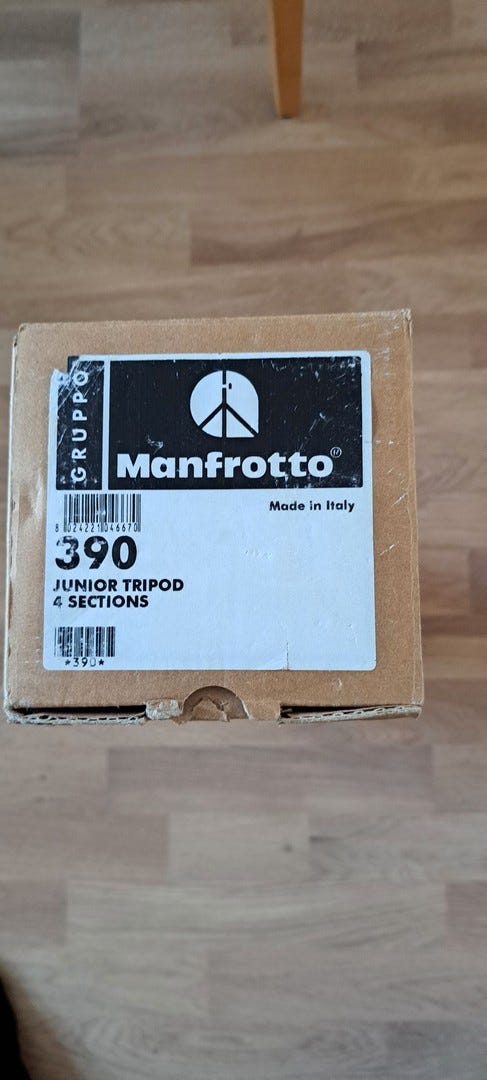 GRUPPO
Manfrotto®
Made in Italy
8 024221 046670
390
JUNIOR TRIPOD
4 SECTIONS
*390*